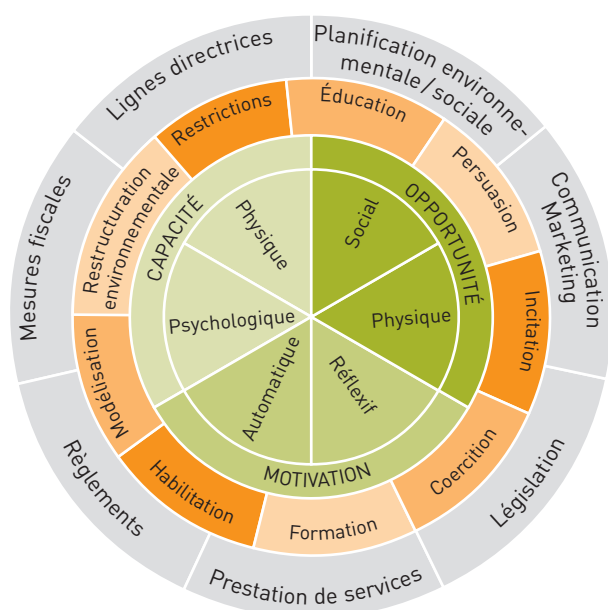 Lignes directrices
Planification environne-
mentale/sociale
Communication
Marketing
Législation
Prestation de services
Règlements
Mesures fiscales
Restrictions
Éducation
Persuasion
Incitation
Coercition
Formation
Habilitation
Modélisation
Restructuration
environnementale
CAPACITÉ
OPPORTUNITÉ
MOTIVATION
Physique
Social
Physique
Réflexif
Automatique
Psychologique